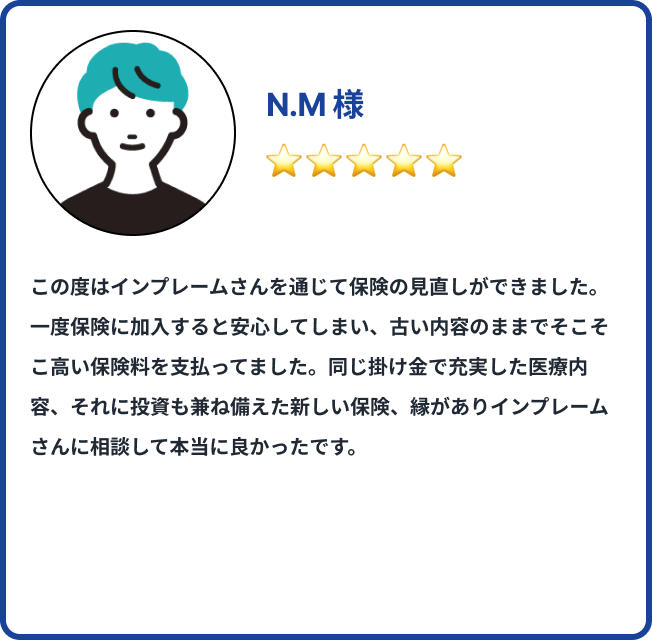 N.M 様
この度はインプレームさんを通じて保険の見直しができました。
一度保険に加入すると安心してしまい、古い内容のままでそこそ
こ高い保険料を支払ってました。同じ掛け金で充実した医療内
容、それに投資も兼ね備えた新しい保険、縁がありインプレーム
さんに相談して本当に良かったです。